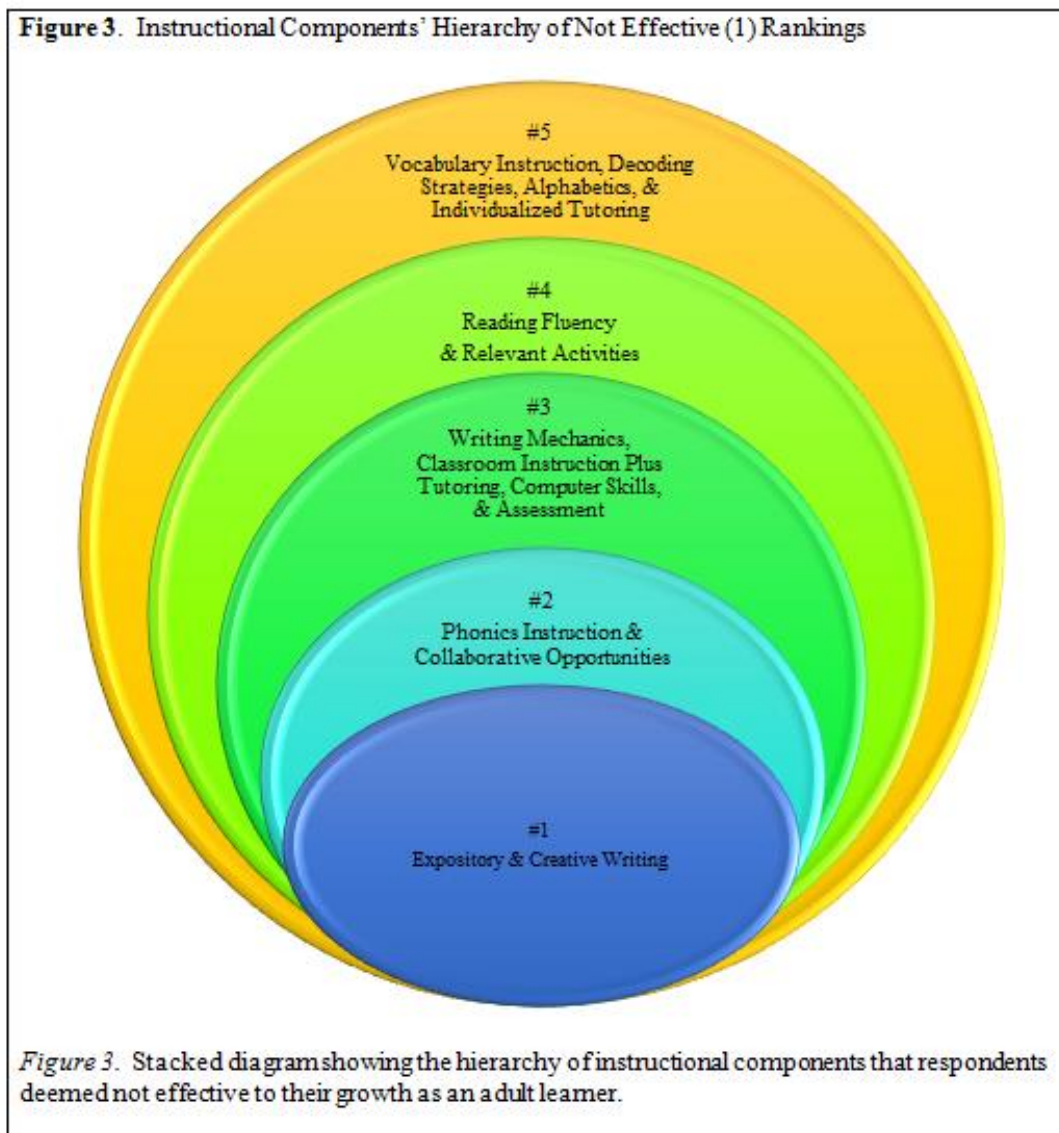 Figure 3. Instructional Components' Hierarchy of Not Effective (1) Rankings
#5
Vocabulary Instruction, Decoding
Strategies, Alphabetics, &
Individualized Tutoring
#4
Reading Fluency
& Relevant Activities
#3
Writing Mechanics,
Classroom Instruction Plus
Tutoring, Computer Skills,
& Assessment
#2
Phonics Instruction &
Collaborative Opportunities
#1
Expository & Creative Writing
Figure 3. Stacked diagram showing the hierarchy of instructional components that respondents
deemed not effective to their growth as an adult learner.